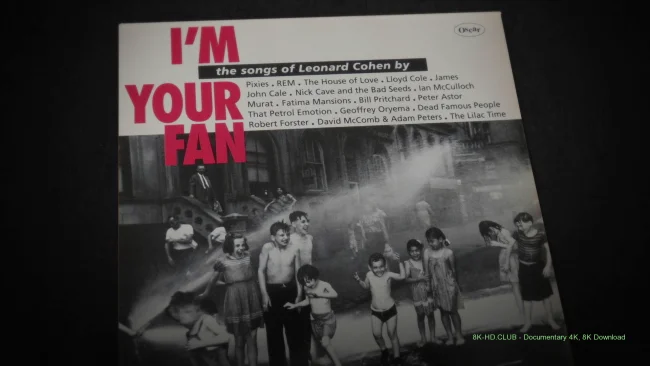 I'M
YOUR
FAN
the songs of Leonard Cohen by
Pixies . REM . The House of Love . Lloyd Cole . James
John Cale . Nick Cave and the Bad Seeds . Ian McCulloch
Murat . Fatima Mansions . Bill Pritchard . Peter Astor
That Petrol Emotion . Geoffrey Oryema . Dead Famous People
Robert Forster . David McComb & Adam Peters . The Lilac Time
8K-HD.CLUB - Documentary 4K, 8K Download